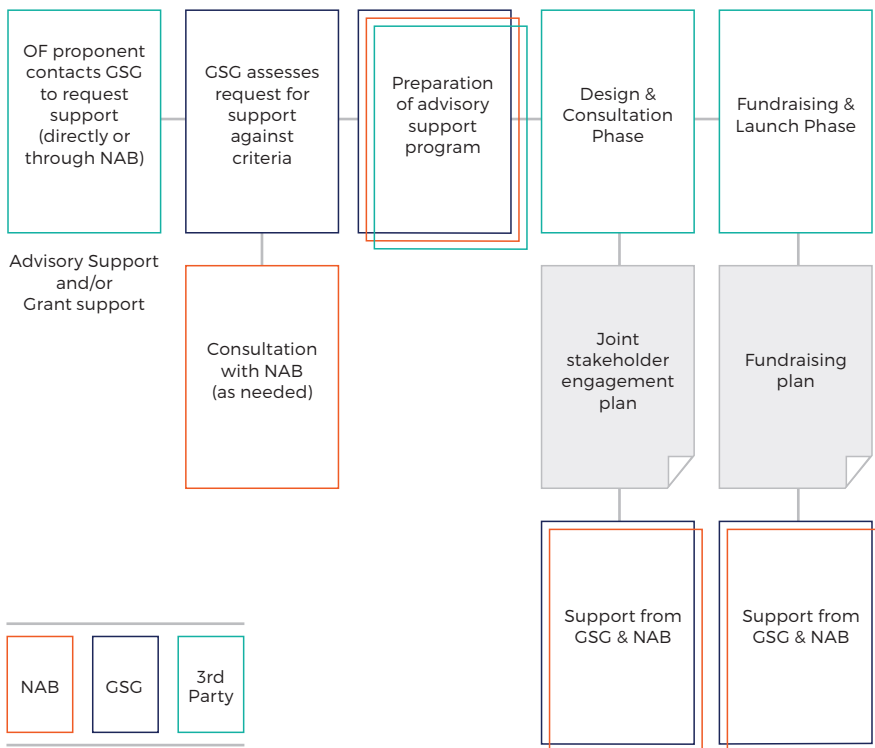 OF proponent
contacts GSG
to request
support
(directly or
through NAB)
GSG assesses
request for
support
against
criteria
Preparation
of advisory
support
program
Design &
Consultation
Phase
Fundraising &
Launch Phase
Advisory Support
and/or
Grant support
Consultation
with NAB
(as needed)
Joint
stakeholder
engagement
plan
Fundraising
plan
Support from
GSG & NAB
Support from
GSG & NAB
NAB
GSG
3rd
Party